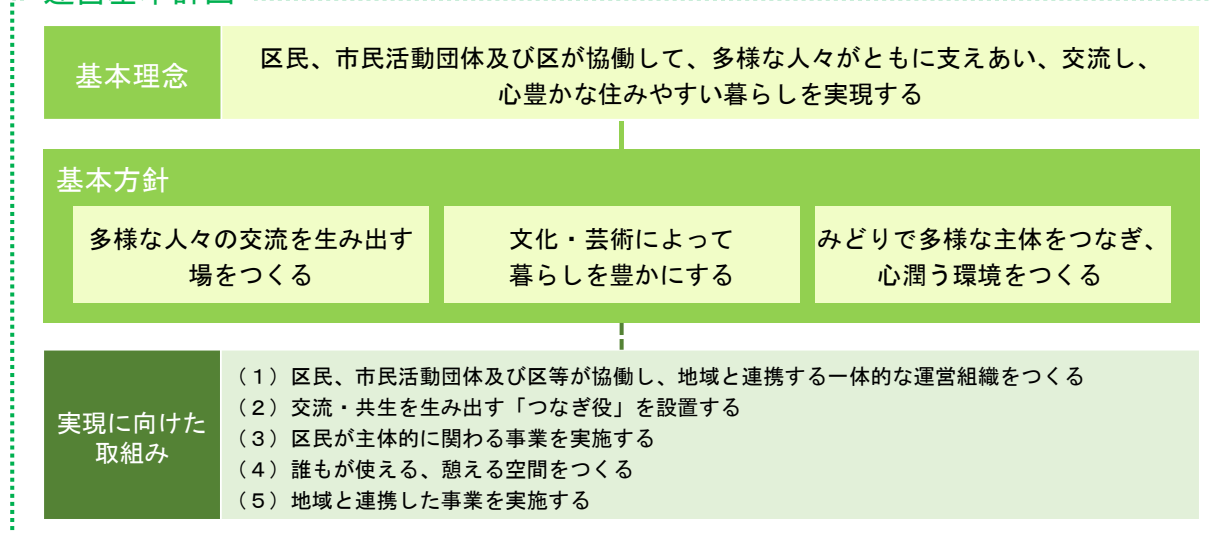 運営基本計画
基本理念
区民、市民活動団体及び区が協働して、多様な人々がともに支えあい、交流し、
心豊かな住みやすい暮らしを実現する
基本方針
多様な人々の交流を生み出す
場をつくる
文化・芸術によって
暮らしを豊かにする
みどりで多様な主体をつなぎ、
心潤う環境をつくる
実現に向けた
取組み
（１）区民、市民活動団体及び区等が協働し、地域と連携する一体的な運営組織をつくる
（２）交流・共生を生み出す「つなぎ役」を設置する
（３）区民が主体的に関わる事業を実施する
（４）誰もが使える、憩える空間をつくる
（５）地域と連携した事業を実施する